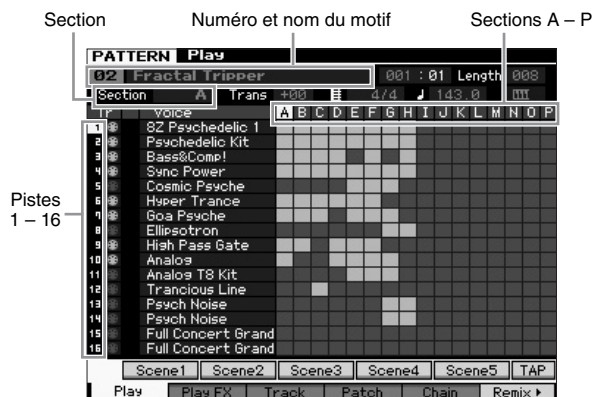 Section Numéro et nom du motif Sections A – P
PATTERN Play
02 Fractal Tripper 001 : 01 Length 008
Section A Trans +00 4/4 143.0
TR Voice A B C D E F G H I J K L M N O P
1 8Z Psychedelic 1
2 Psychedelic Kit
3 Bass&Comp!
4 Sync Power
5 Cosmic Psyche
6 Hyper Trance
7 Goa Psyche
8 Ellipsotron
9 High Pass Gate
10 Analog
11 Analog T8 Kit
12 Trancious Line
13 Psych Noise
14 Psych Noise
15 Full Concert Grand
16 Full Concert Grand
Pistes
1 – 16
Scene1 Scene2 Scene3 Scene4 Scene5 TAP
Play Play FX Track Patch Chain Remix